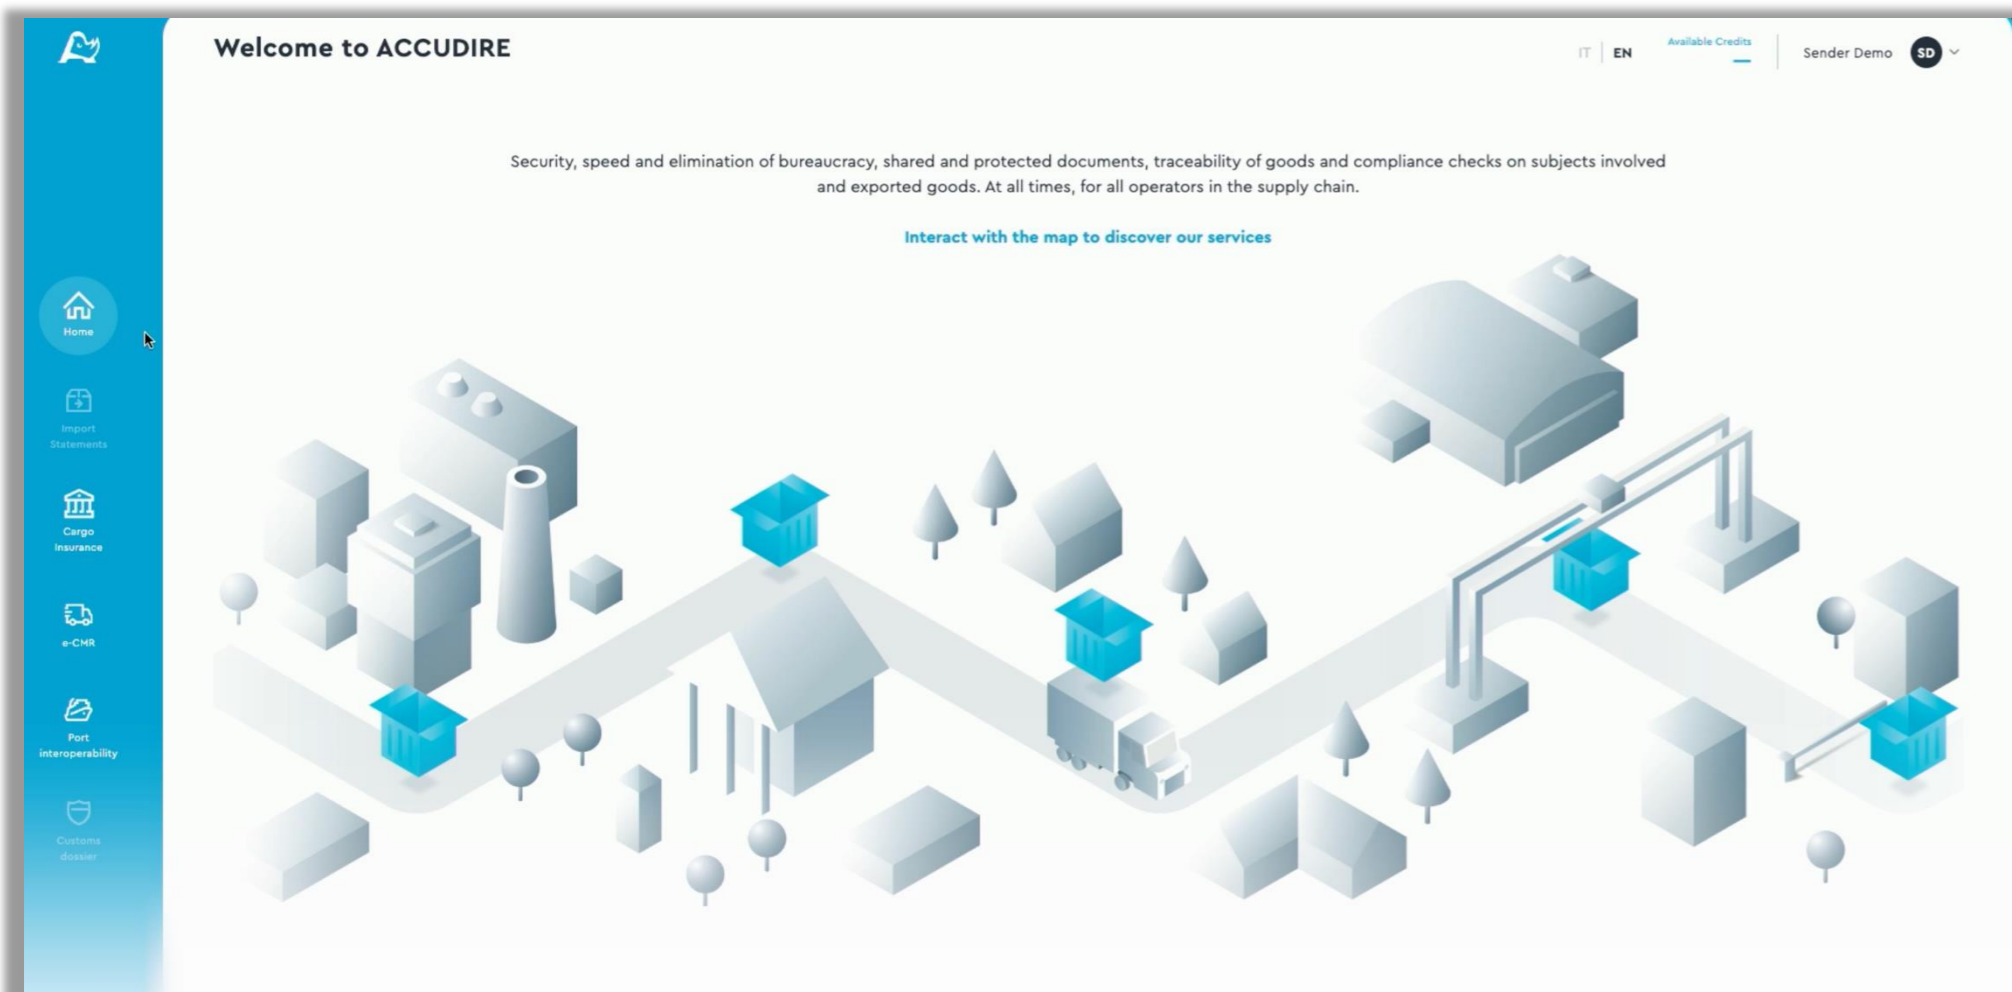 Welcome to ACCUDIRE
IT | EN
Available Credits
Sender Demo
SD
Security, speed and elimination of bureaucracy, shared and protected documents, traceability of goods and compliance checks on subjects involved
and exported goods. At all times, for all operators in the supply chain.
Interact with the map to discover our services
Home
Import
Statements
Cargo
Insurance
e-CMR
Port
interoperability
Customs
dossier